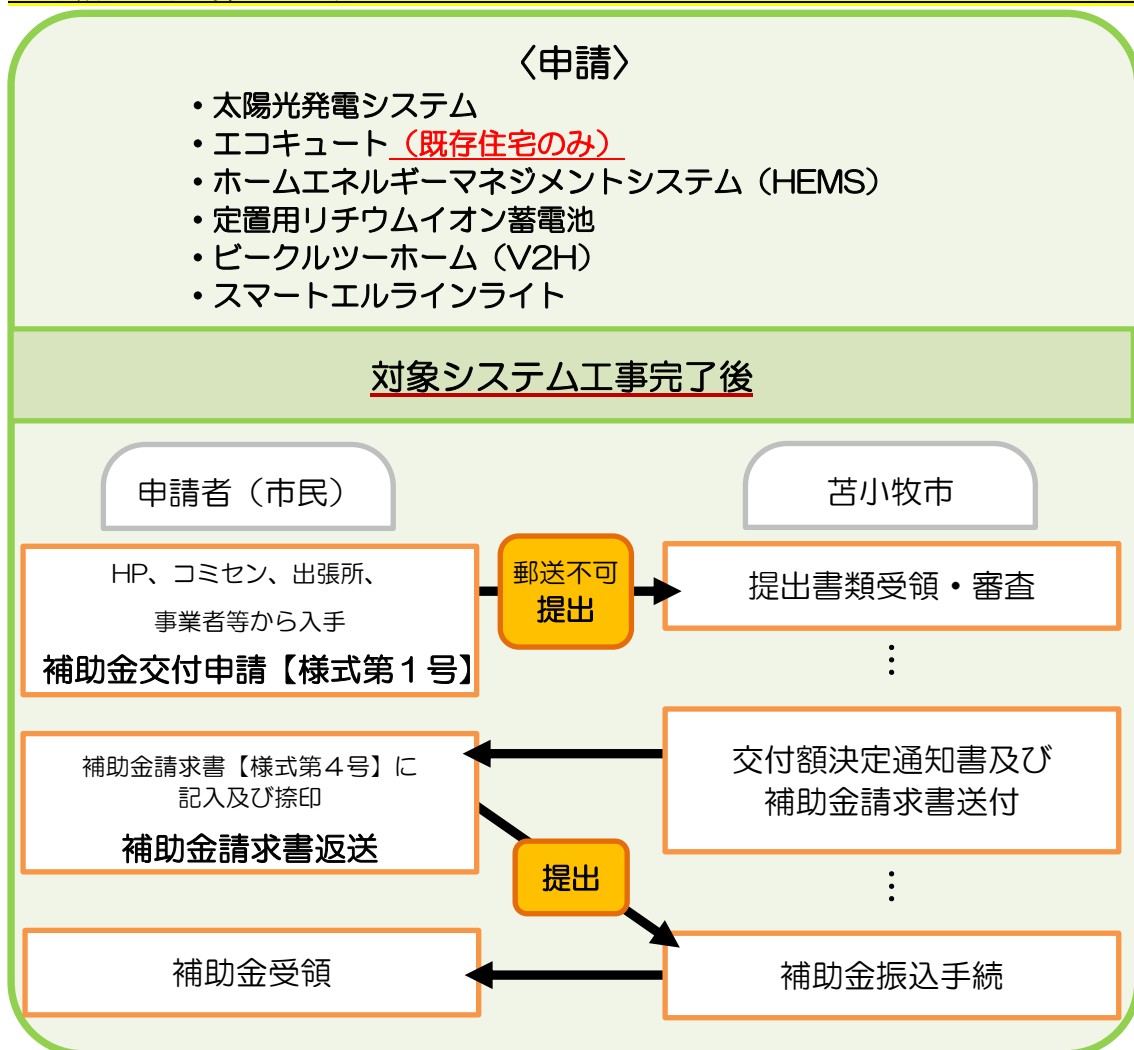 〈申請〉
・太陽光発電システム
・エコキュート（既存住宅のみ）
・ホームエネルギーマネジメントシステム（HEMS）
・定置用リチウムイオン蓄電池
・ビークルツーホーム（V2H）
・スマートエルラインライト
対象システム工事完了後
申請者（市民）
苫小牧市
HP、コミセン、出張所、
事業者等から入手
補助金交付申請【様式第１号】
郵送不可
提出
提出書類受領・審査
⋮
補助金請求書【様式第４号】に
記入及び捺印
補助金請求書返送
交付額決定通知書及び
補助金請求書送付
提出
⋮
補助金受領
補助金振込手続